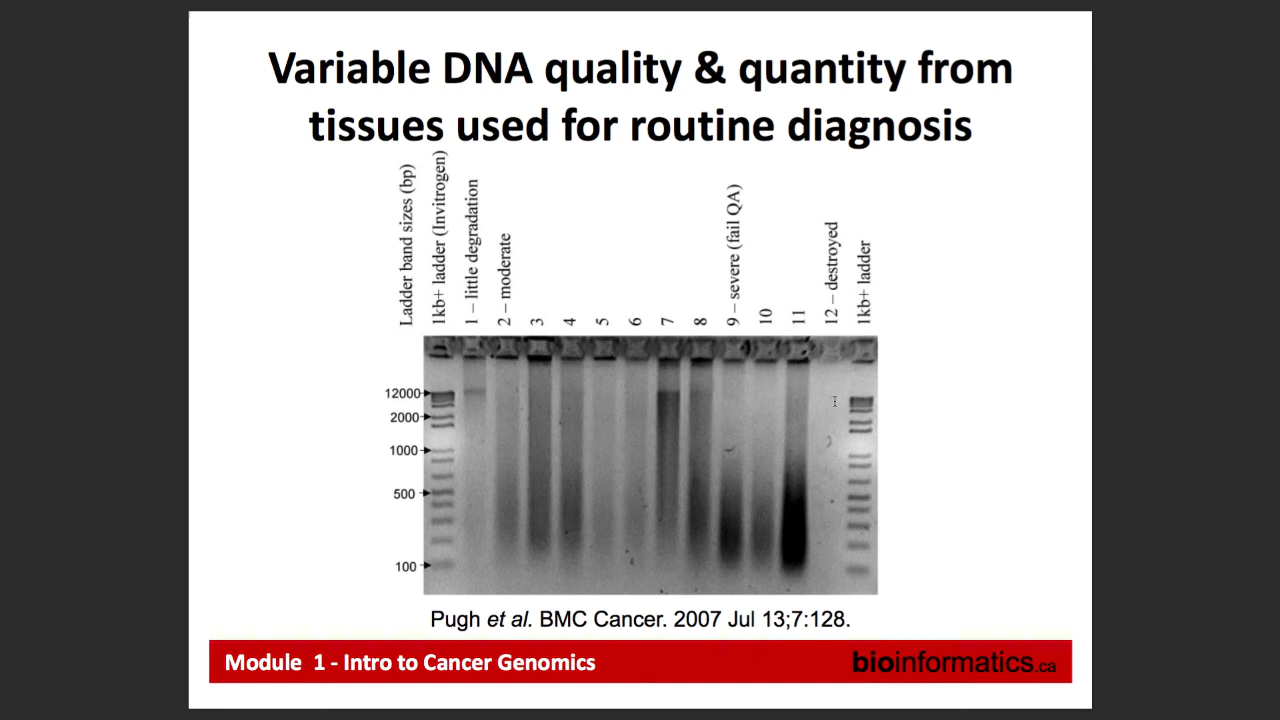 Variable DNA quality & quantity from
tissues used for routine diagnosis
Ladder band sizes (bp)
1kb+ ladder (Invitrogen)
1 – little degradation
2 – moderate
3
4
5
6
7
8
9 – severe (fail QA)
10
11
12 – destroyed
1kb+ ladder
12000
2000
1000
500
100
Pugh et al. BMC Cancer. 2007 Jul 13;7:128.
Module 1 - Intro to Cancer Genomics
bioinformatics.ca